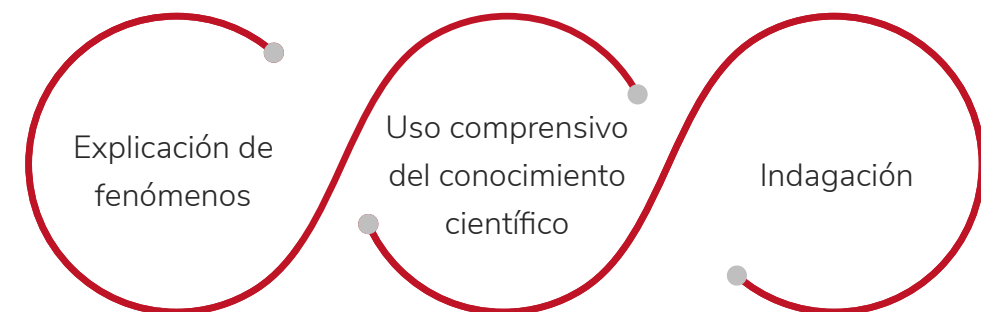 Explicación de
fenómenos
Uso comprensivo
del conocimiento
científico
Indagación